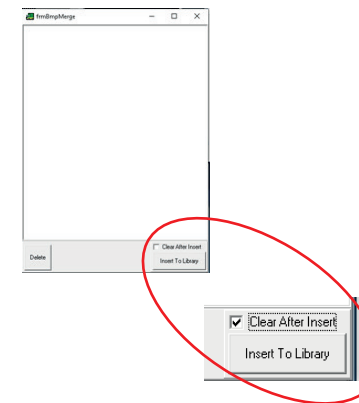 frmBmpMerge
Clear After Insert
Delete
Insert To Library
Clear After Insert
Insert To Library